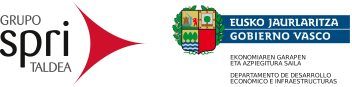 GRUPO
spri
TALDEA
EUSKO JAURLARITZA
GOBIERNO VASCO
EKONOMIAREN GARAPEN
ETA AZPIEGITURA SAILA
DEPARTAMENTO DE DESARROLLO
ECONÓMICO E INFRAESTRUCTURAS